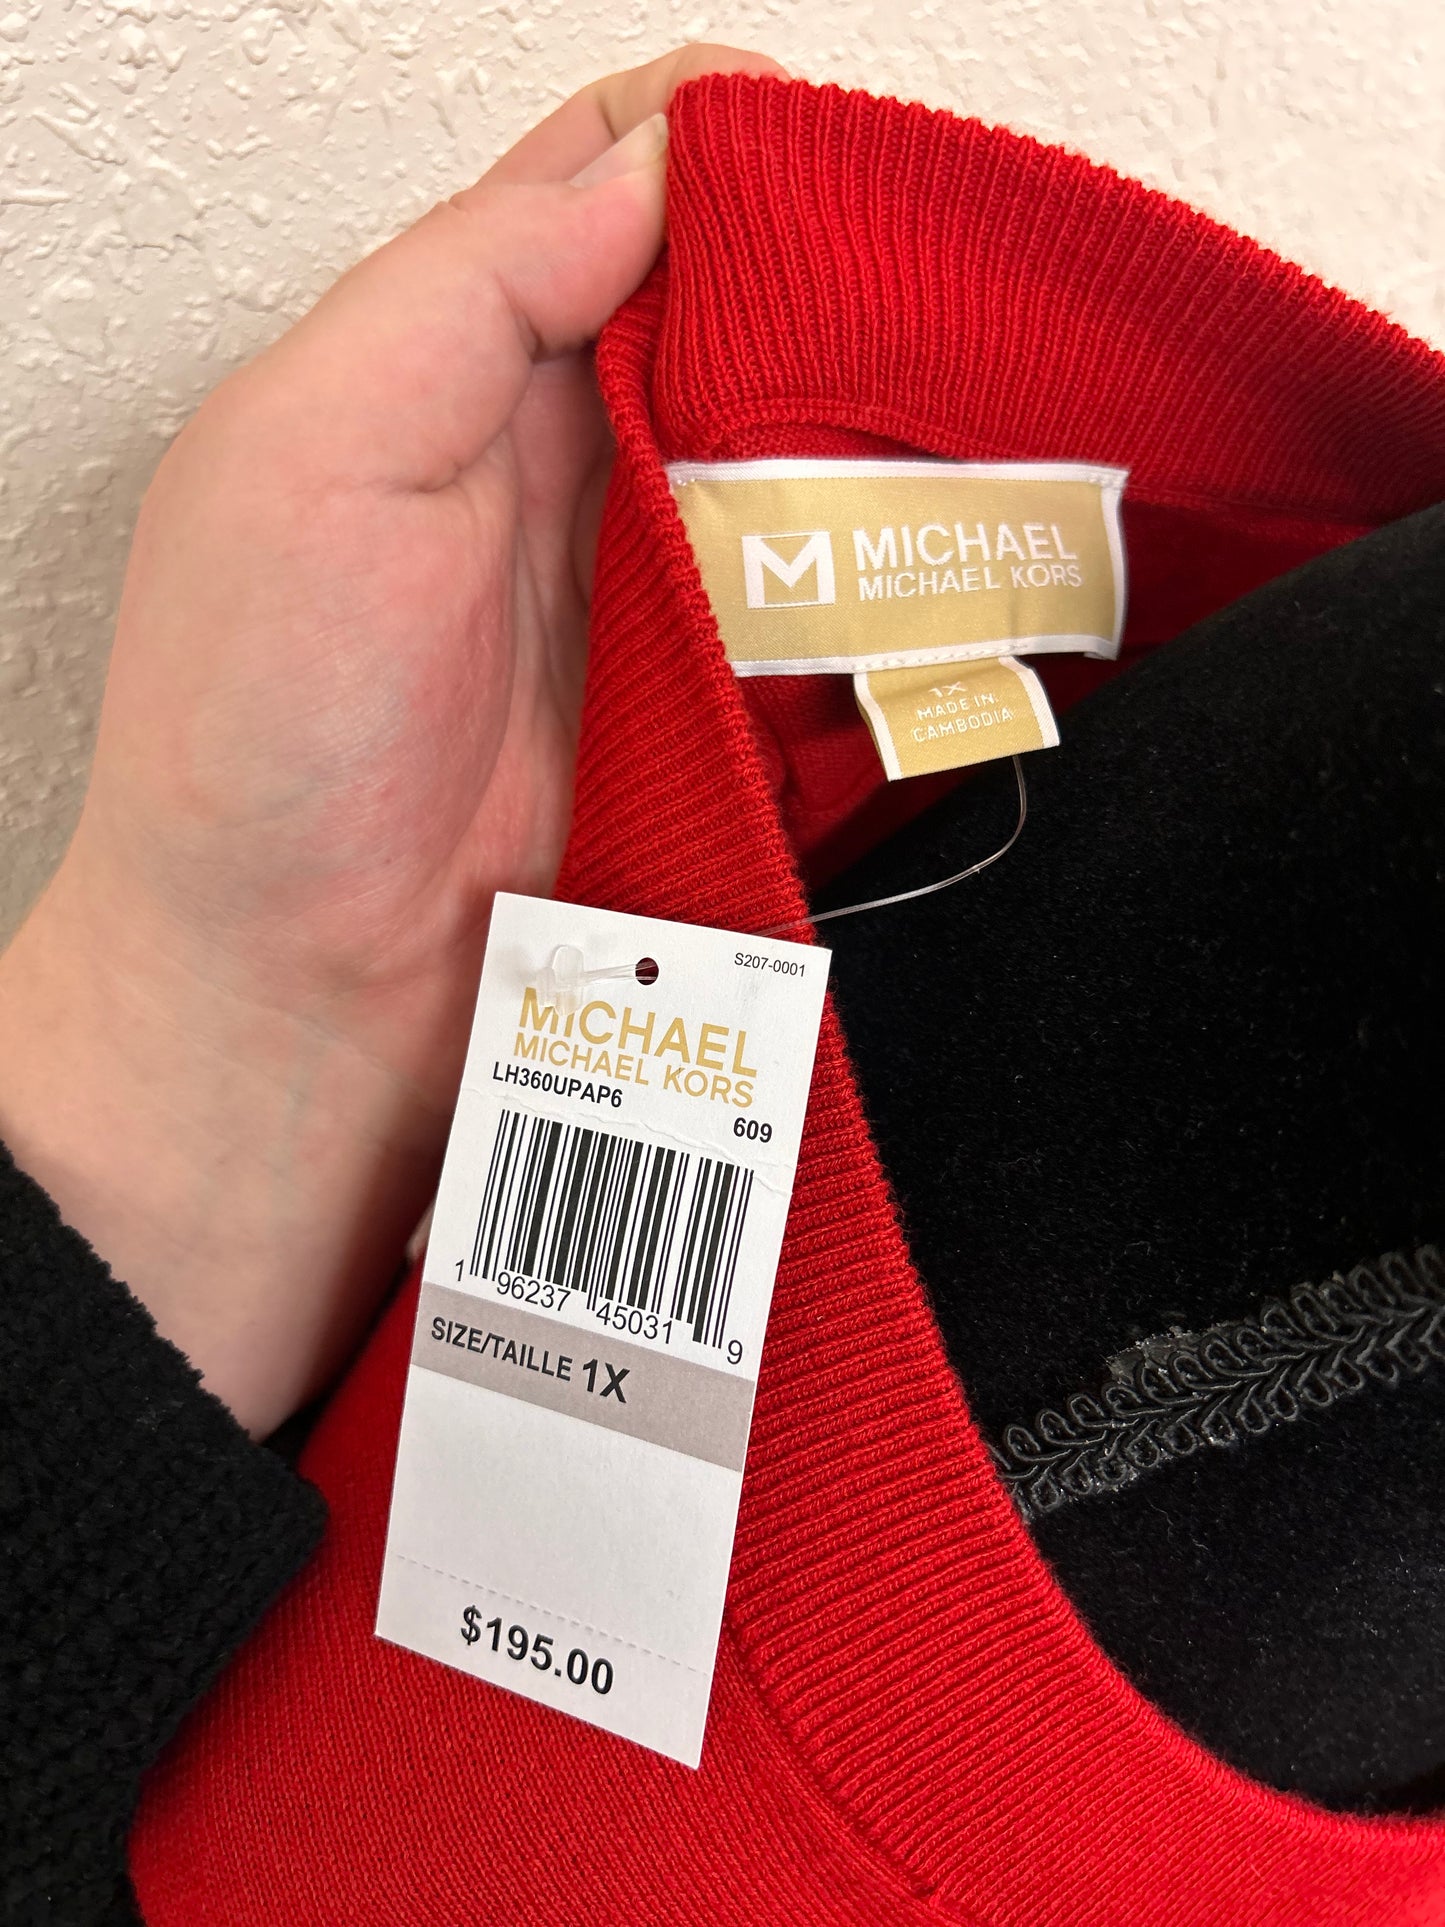 M MICHAEL
MICHAEL KORS
1X
MADE IN
CAMBODIA
S207-0001
MICHAEL
MICHAEL KORS
LH360UPAP6
609
1 96237 45031 9
SIZE/TAILLE 1X
$195.00